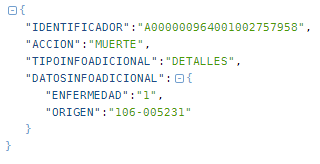 {
"IDENTIFICADOR":"A000000964001002757958",
"ACCION":"MUERTE",
"TIPOINFOADICIONAL":"DETALLES",
"DATOSINFOADICIONAL":{
"ENFERMEDAD":"1",
"ORIGEN":"106-005231"
}
}